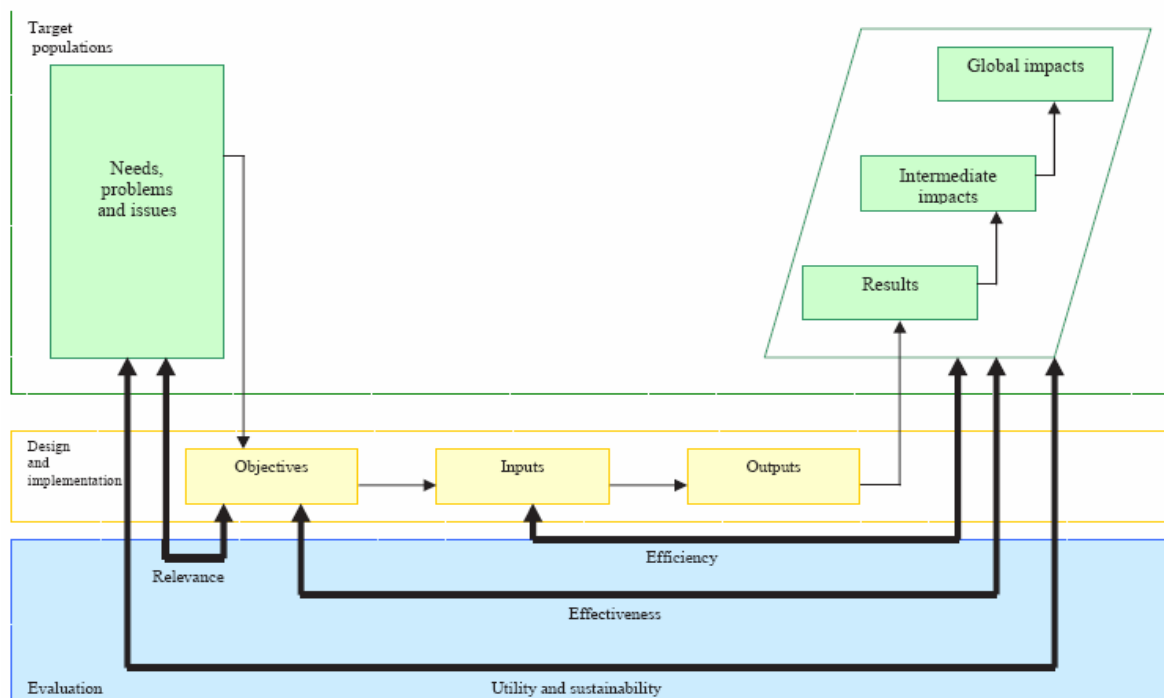 Target
populations
Needs,
problems
and issues
Global impacts
Intermediate
impacts
Results
Design
and
implementation
Objectives
Inputs
Outputs
Efficiency
Relevance
Effectiveness
Evaluation
Utility and sustainability